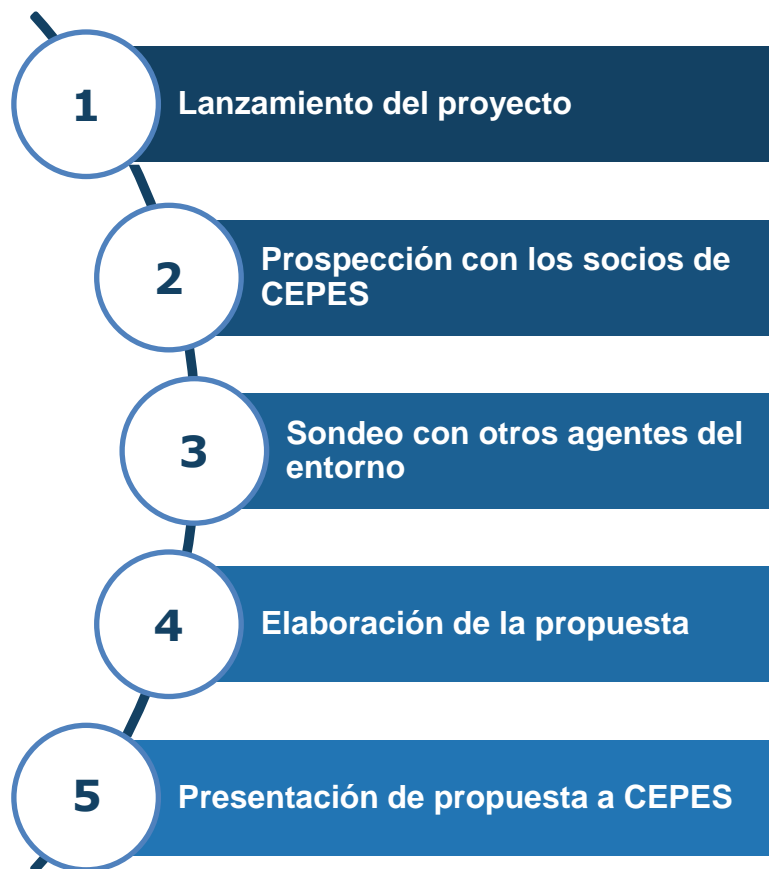 1
Lanzamiento del proyecto
2
Prospección con los socios de
CEPES
3
Sondeo con otros agentes del
entorno
4
Elaboración de la propuesta
5
Presentación de propuesta a CEPES